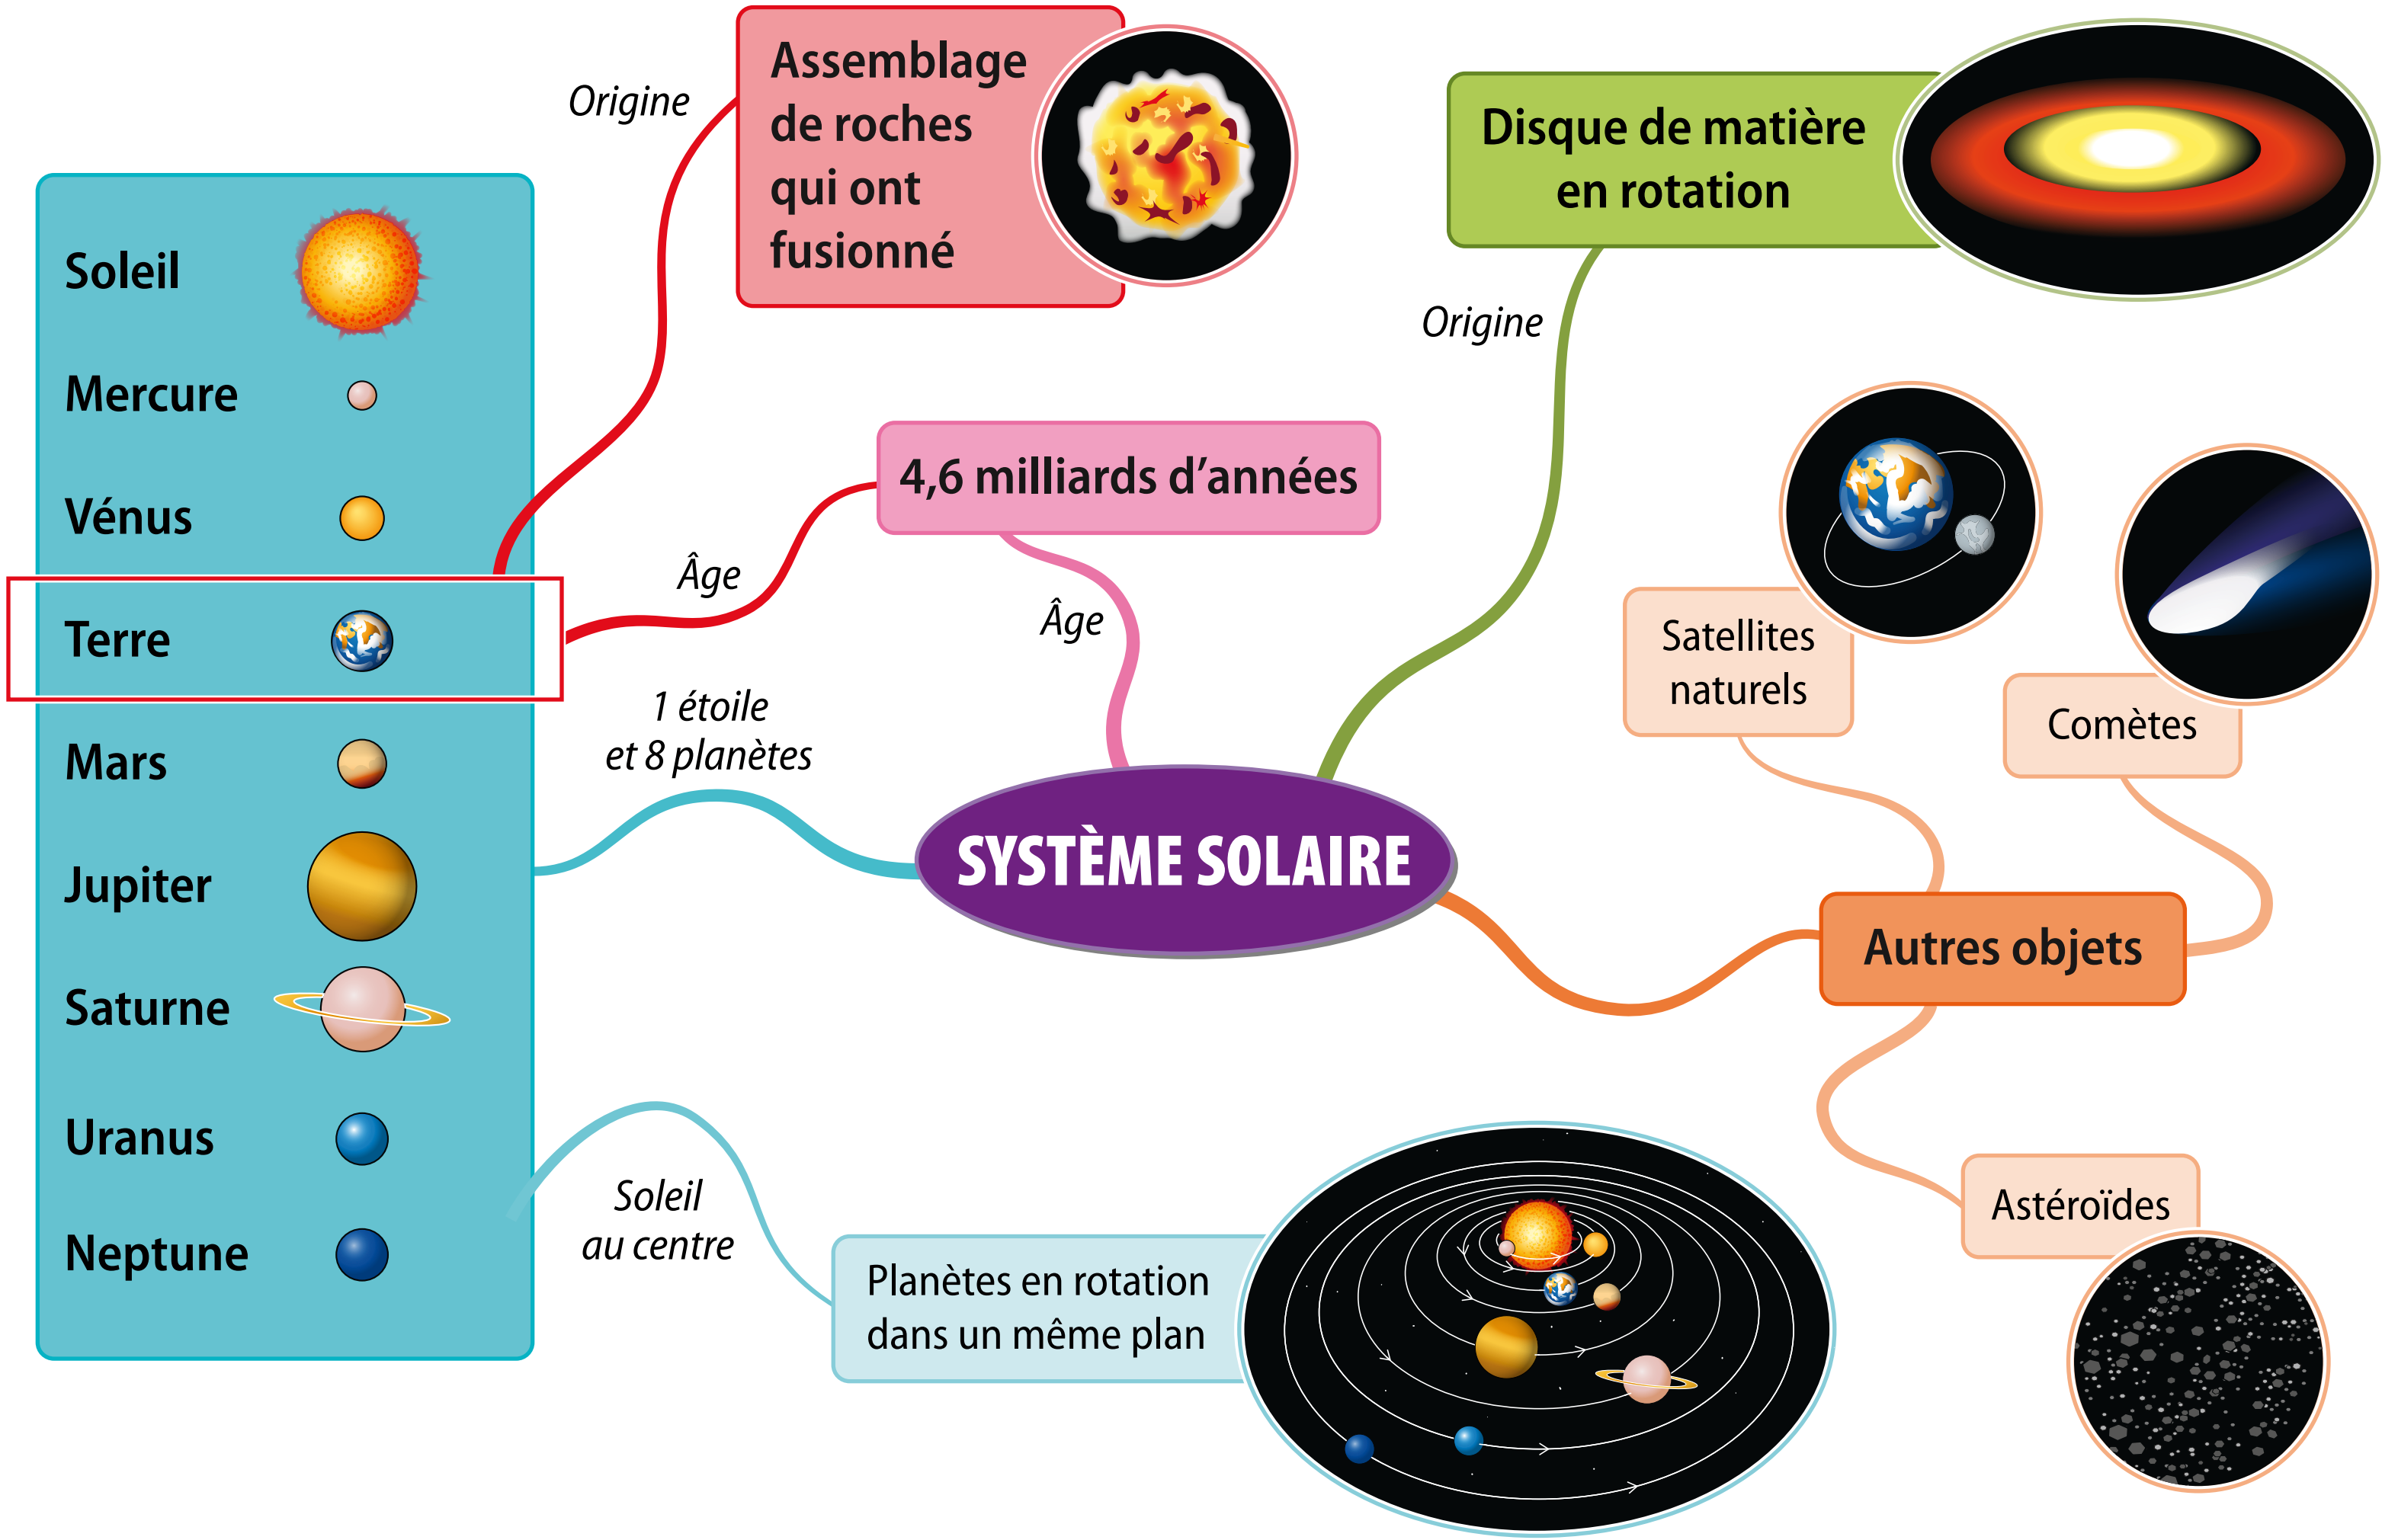 Origine
Assemblage
de roches
qui ont
fusionné
Disque de matière
en rotation
Origine
Soleil
Mercure
Vénus
Terre
Mars
Jupiter
Saturne
Uranus
Neptune
4,6 milliards d’années
Âge
Âge
1 étoile
et 8 planètes
SYSTÈME SOLAIRE
Satellites
naturels
Comètes
Autres objets
Astéroïdes
Soleil
au centre
Planètes en rotation
dans un même plan